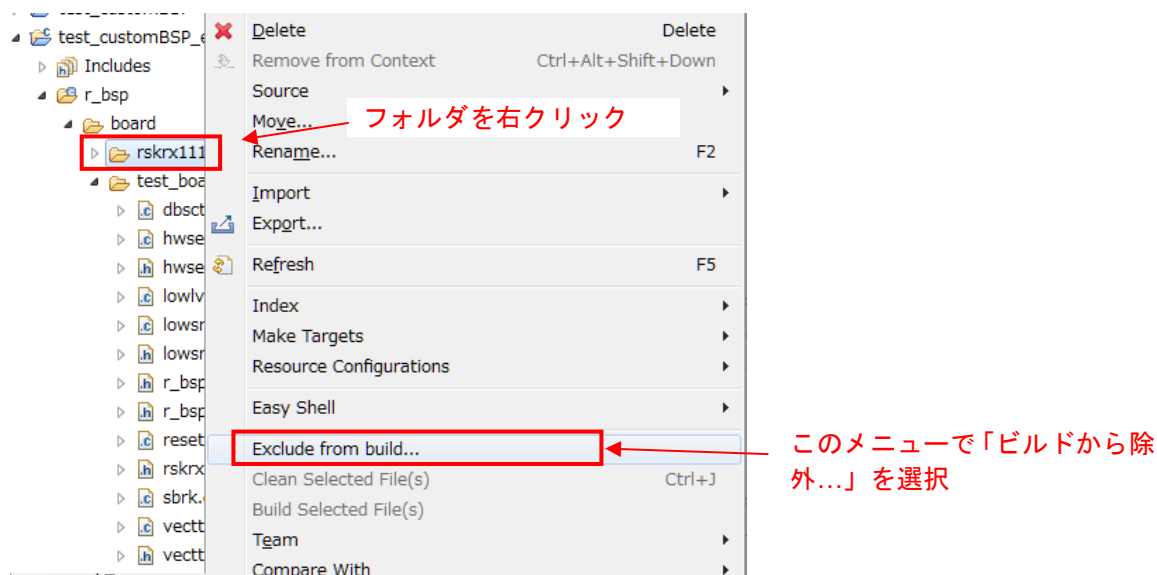 test_customBSP_e
Includes
r_bsp
board
rskrx111
test_boa
dbsct
hwse
hwse
lowlv
lowsr
lowsr
r_bsp
r_bsp
reset
rskrx
sbrk.
vectt
vectt
Delete Delete
Remove from Context Ctrl+Alt+Shift+Down
Source
Move...
Rename... F2
Import
Export...
Refresh F5
Index
Make Targets
Resource Configurations
Easy Shell
Exclude from build...
Clean Selected File(s) Ctrl+J
Build Selected File(s)
Team
Compare With
フォルダを右クリック
このメニューで「ビルドから除
外...」を選択